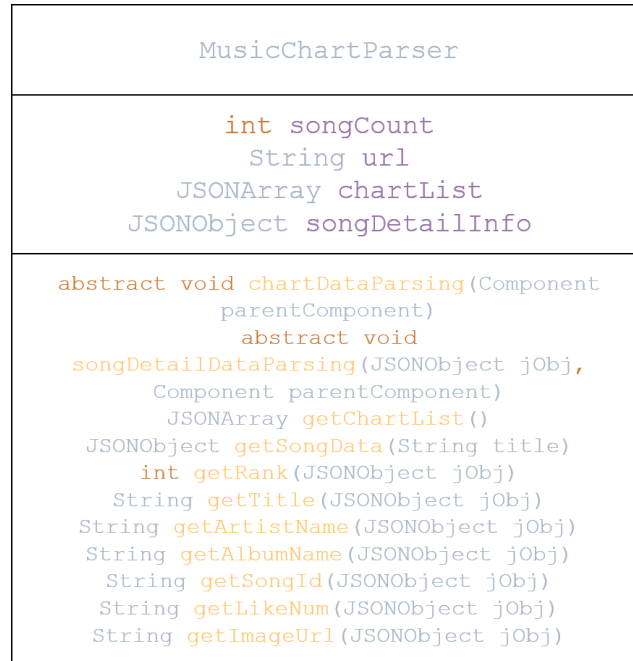 MusicChartParser
int songCount
String url
JSONArray chartList
JSONObject songDetailInfo
abstract void chartDataParsing(Component
parentComponent)
abstract void
songDetailDataParsing(JSONObject jObj,
Component parentComponent)
JSONArray getChartList()
JSONObject getSongData(String title)
int getRank(JSONObject jObj)
String getTitle(JSONObject jObj)
String getArtistName(JSONObject jObj)
String getAlbumName(JSONObject jObj)
String getSongId(JSONObject jObj)
String getLikeNum(JSONObject jObj)
String getImageUrl(JSONObject jObj)